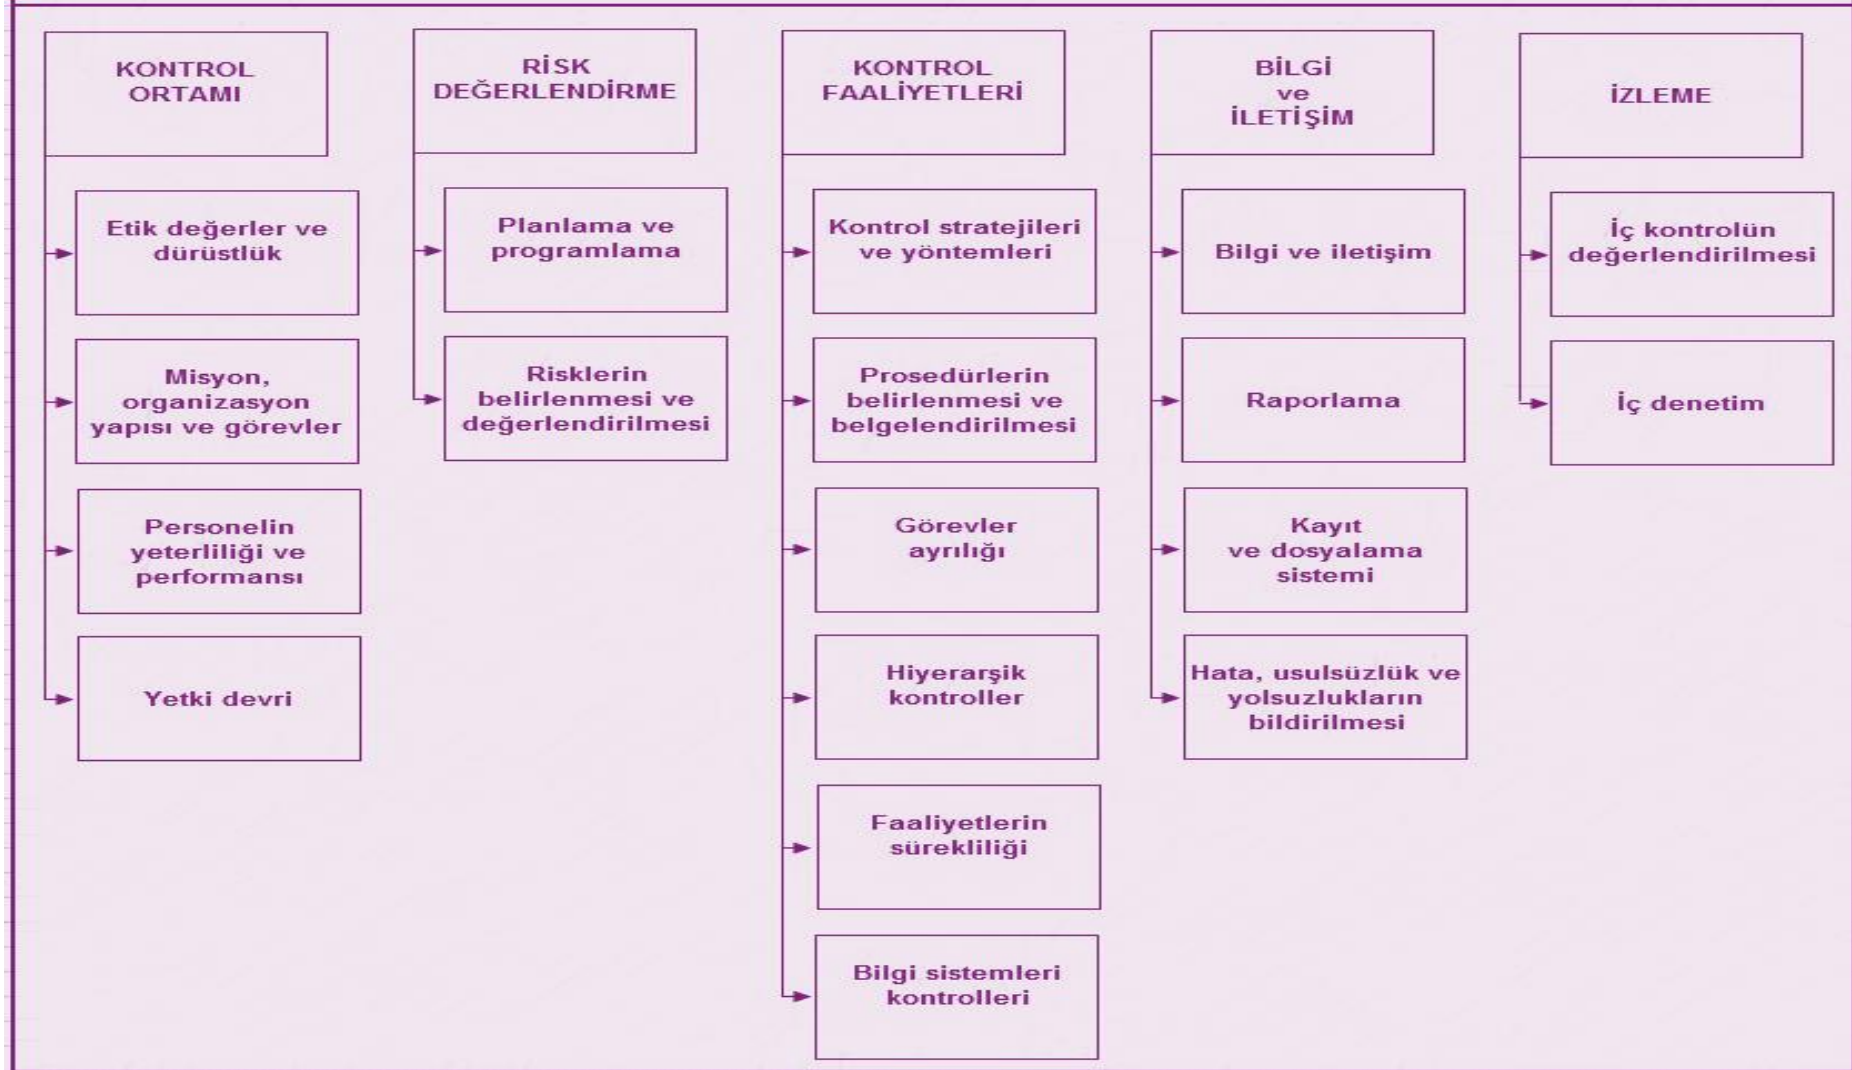 KONTROL
ORTAMI
Etik değerler ve
dürüstlük
Misyon,
organizasyon
yapısı ve görevler
Personelin
yeterliliği ve
performansı
Yetki devri
RİSK
DEĞERLENDİRME
Planlama ve
programlama
Risklerin
belirlenmesi ve
değerlendirilmesi
KONTROL
FAALİYETLERİ
Kontrol stratejileri
ve yöntemleri
Prosedürlerin
belirlenmesi ve
belgelendirilmesi
Görevler
ayrılığı
Hiyerarşik
kontroller
Faaliyetlerin
sürekliliği
Bilgi sistemleri
kontrolleri
BİLGİ
ve
İLETİŞİM
Bilgi ve iletişim
Raporlama
Kayıt
ve dosyalama
sistemi
Hata, usulsüzlük ve
yolsuzlukların
bildirilmesi
İZLEME
İç kontrolün
değerlendirilmesi
İç denetim